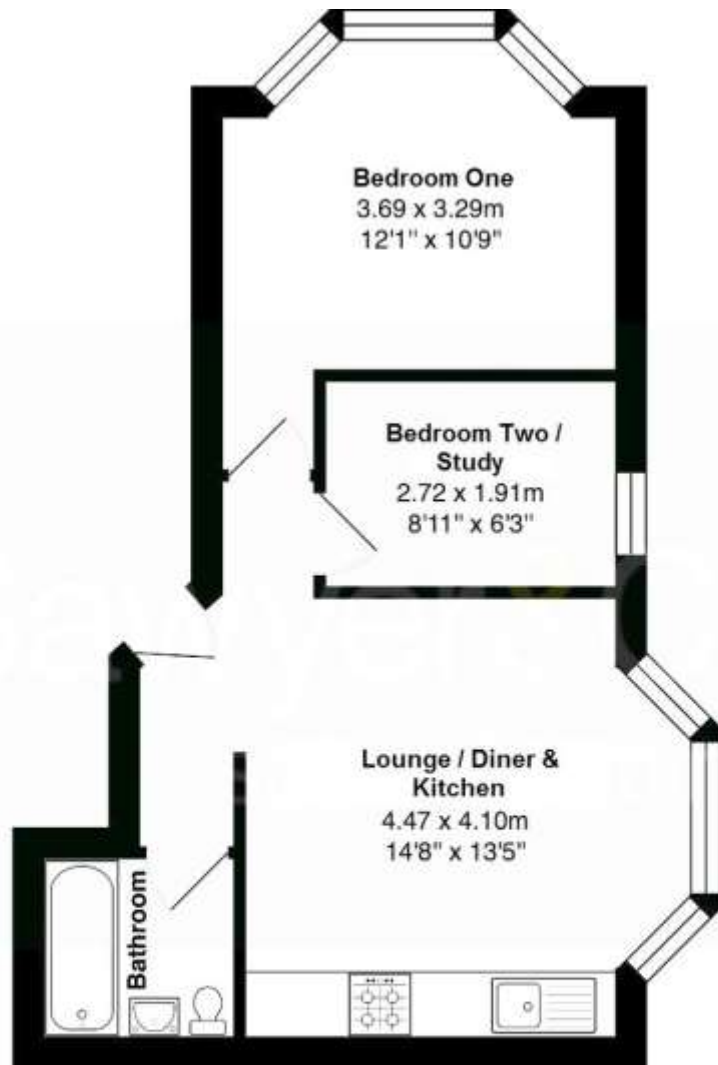 Bedroom One
3.69 x 3.29m
12'1" x 10'9"
Bedroom Two /
Study
2.72 x 1.91m
8'11" x 6'3"
Lounge / Diner &
Kitchen
4.47 x 4.10m
14'8" x 13'5"
Bathroom